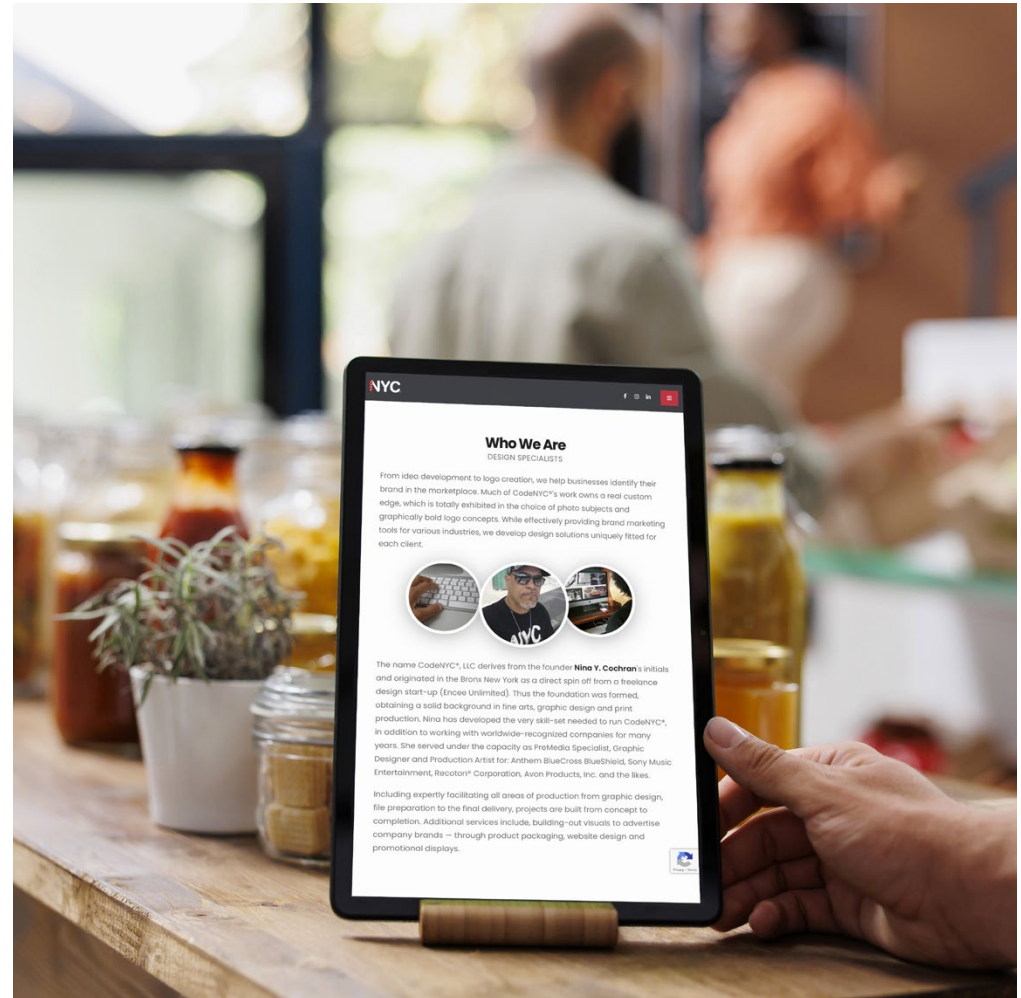 NYC
Who We Are
DESIGN SPECIALISTS
From idea development to logo creation, we help businesses identify their
brand in the marketplace. Much of CodeNYC®'s work owns a real custom
edge, which is totally exhibited in the choice of photo subjects and
graphically bold logo concepts. While effectively providing brand marketing
tools for various industries, we develop design solutions uniquely fitted for
each client.
NYC
The name CodeNYC®, LLC derives from the founder Nina Y. Cochran's initials
and originated in the Bronx New York as a direct spin off from a freelance
design start-up (Encee Unlimited). Thus the foundation was formed,
obtaining a solid background in fine arts, graphic design and print
production. Nina has developed the very skill-set needed to run CodeNYC®,
in addition to working with worldwide-recognized companies for many
years. She served under the capacity as PreMedia Specialist, Graphic
Designer and Production Artist for: Anthem BlueCross BlueShield, Sony Music
Entertainment, Recoton® Corporation, Avon Products, Inc. and the likes.
Including expertly facilitating all areas of production from graphic design,
file preparation to the final delivery, projects are built from concept to
completion. Additional services include, building-out visuals to advertise
company brands — through product packaging, website design and
promotional displays.
Privacy - Terms